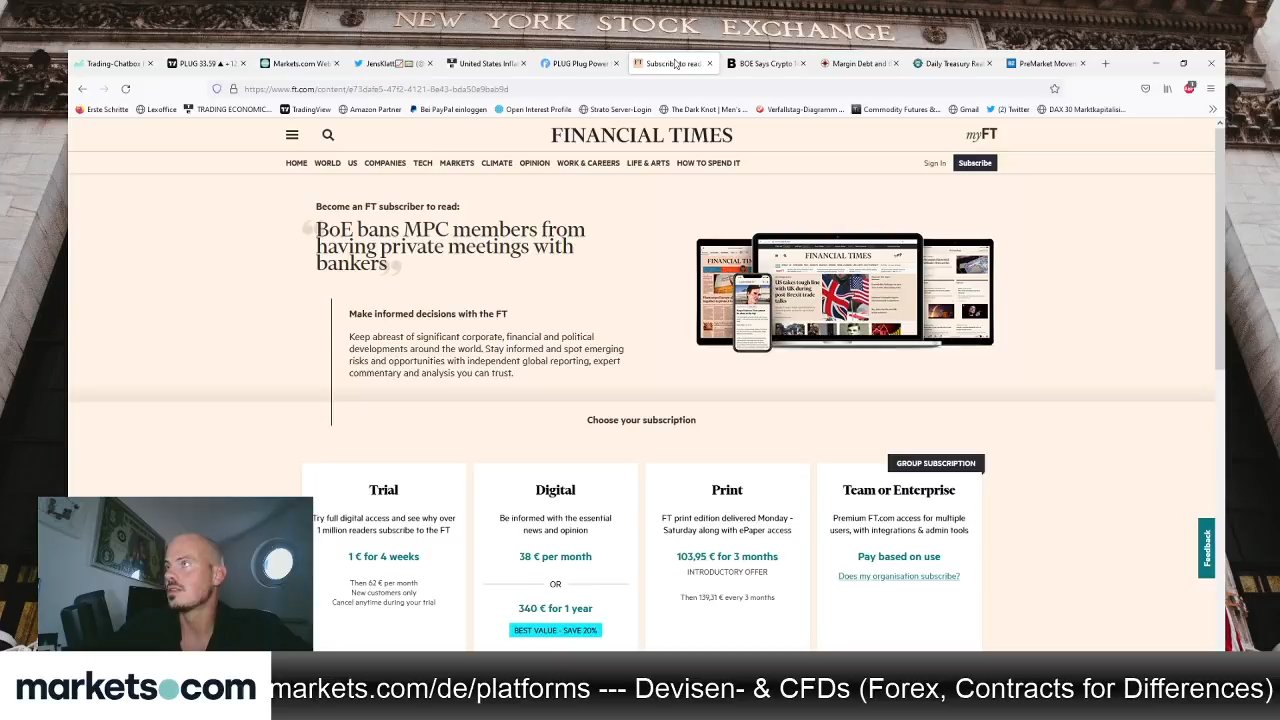 NEW YORK STOCK EXCHANGE
Trading-Chatbox
PLUG 33.59 ▲ +12
Markets.com Web
JensKlatt
United States Infla
PLUG Plug Power
Subscribe to read
BOE Says Crypto
Margin Debt and
Daily Treasury Rea
PreMarket Moven
https://www.ft.com/content/e73dafe5-47f2-4121-8e43-bda50e9bab9d
Erste Schritte
Lexoffice
TRADING ECONOMIC...
TradingView
Amazon Partner
Bei PayPal einloggen
Open Interest Profile
Strato Server-Login
The Dark Knot | Men's ...
Verfallstag-Diagramm ...
Commodity Futures &...
Gmail
(2) Twitter
DAX 30 Marktkapitalisi...
FINANCIAL TIMES
myFT
HOME WORLD US COMPANIES TECH MARKETS CLIMATE OPINION WORK & CAREERS LIFE & ARTS HOW TO SPEND IT
Sign In
Subscribe
Become an FT subscriber to read:
“BoE bans MPC members from
having private meetings with
bankers”
Make informed decisions with the FT
Keep abreast of significant corporate, financial and political
developments around the world. Stay informed and spot emerging
risks and opportunities with independent global reporting, expert
commentary and analysis you can trust.
FINANCIAL TIMES
US takes tough line
with UK during
post-Brexit trade
talks
Choose your subscription
GROUP SUBSCRIPTION
Trial
Try full digital access and see why over
1 million readers subscribe to the FT
1 € for 4 weeks
Then 62 € per month
New customers only
Cancel anytime during your trial
Digital
Be informed with the essential
news and opinion
38 € per month
OR
340 € for 1 year
BEST VALUE - SAVE 20%
Print
FT print edition delivered Monday -
Saturday along with ePaper access
103,95 € for 3 months
INTRODUCTORY OFFER
Then 139,31 € every 3 months
Team or Enterprise
Premium FT.com access for multiple
users, with integrations & admin tools
Pay based on use
Does my organisation subscribe?
Feedback
markets.com
markets.com/de/platforms --- Devisen- & CFDs (Forex, Contracts for Differences)